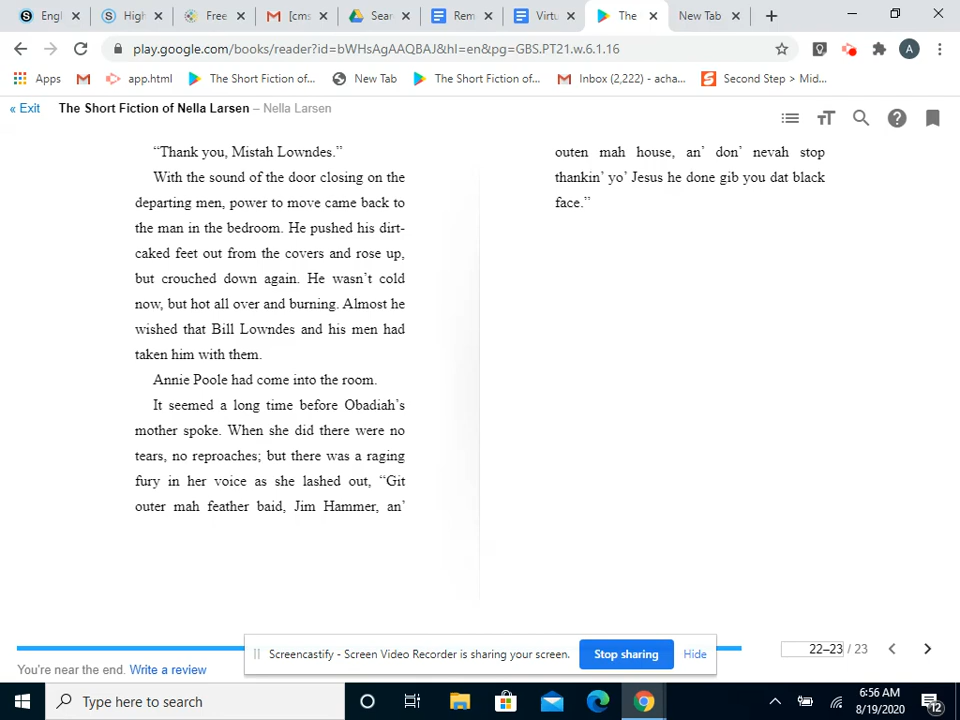 Engl
High
Free
[cms
Sear
Rem
Virtu
The
New Tab
play.google.com/books/reader?id=bWHsAgAAQBAJ&hl=en&pg=GBS.PT21.w.6.1.16
A
Apps
app.html
The Short Fiction of...
New Tab
The Short Fiction of...
Inbox (2,222) - acha...
Second Step > Mid...
« Exit
The Short Fiction of Nella Larsen – Nella Larsen
“Thank you, Mistah Lowndes.”
With the sound of the door closing on the
departing men, power to move came back to
the man in the bedroom. He pushed his dirt-
caked feet out from the covers and rose up,
but crouched down again. He wasn’t cold
now, but hot all over and burning. Almost he
wished that Bill Lowndes and his men had
taken him with them.
Annie Poole had come into the room.
It seemed a long time before Obadiah’s
mother spoke. When she did there were no
tears, no reproaches; but there was a raging
fury in her voice as she lashed out, “Git
outer mah feather baid, Jim Hammer, an’
outen mah house, an’ don’ nevah stop
thankin’ yo’ Jesus he done gib you dat black
face.”
Screencastify - Screen Video Recorder is sharing your screen.
Stop sharing
Hide
22–23 / 23
You're near the end. Write a review
Type here to search
6:56 AM
8/19/2020
12